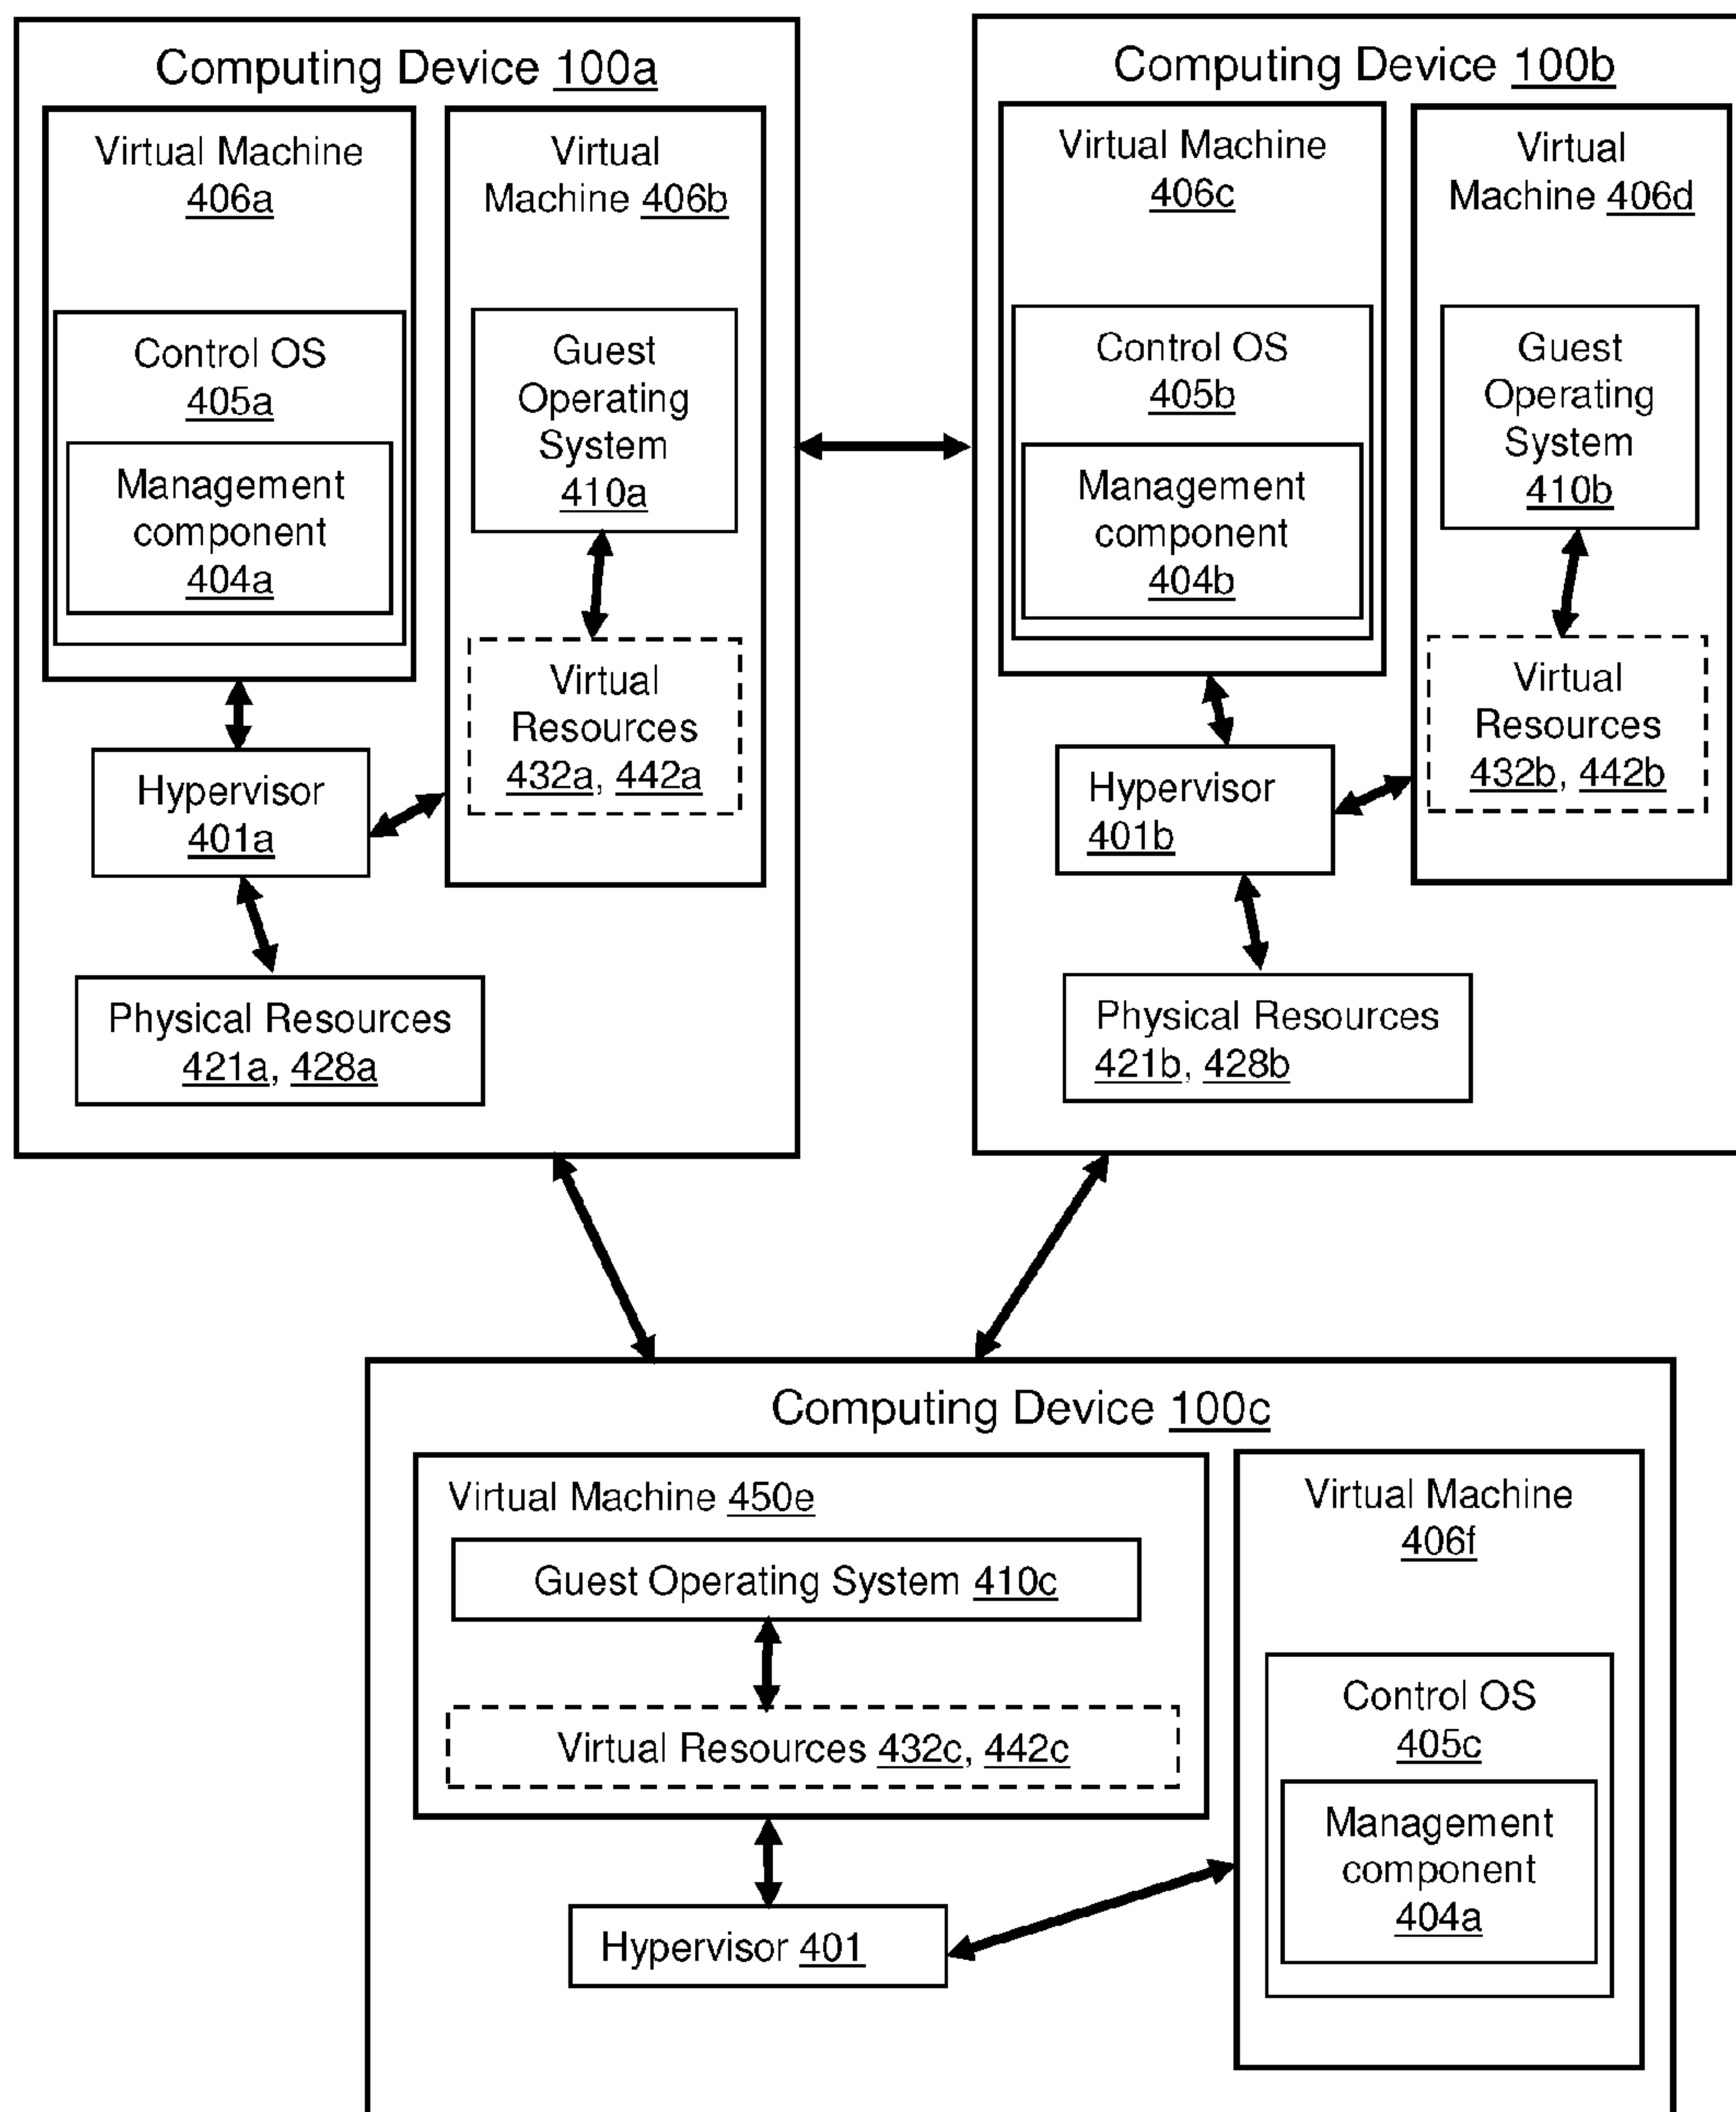 Computing Device 100a
Virtual Machine
406a
Control OS
405a
Management
component
404a
Virtual
Machine 406b
Guest
Operating
System
410a
Virtual
Resources
432a, 442a
Hypervisor
401a
Physical Resources
421a, 428a
Computing Device 100b
Virtual Machine
406c
Control OS
405b
Management
component
404b
Virtual
Machine 406d
Guest
Operating
System
410b
Virtual
Resources
432b, 442b
Hypervisor
401b
Physical Resources
421b, 428b
Computing Device 100c
Virtual Machine 450e
Guest Operating System 410c
Virtual Resources 432c, 442c
Hypervisor 401
Virtual Machine
406f
Control OS
405c
Management
component
404a